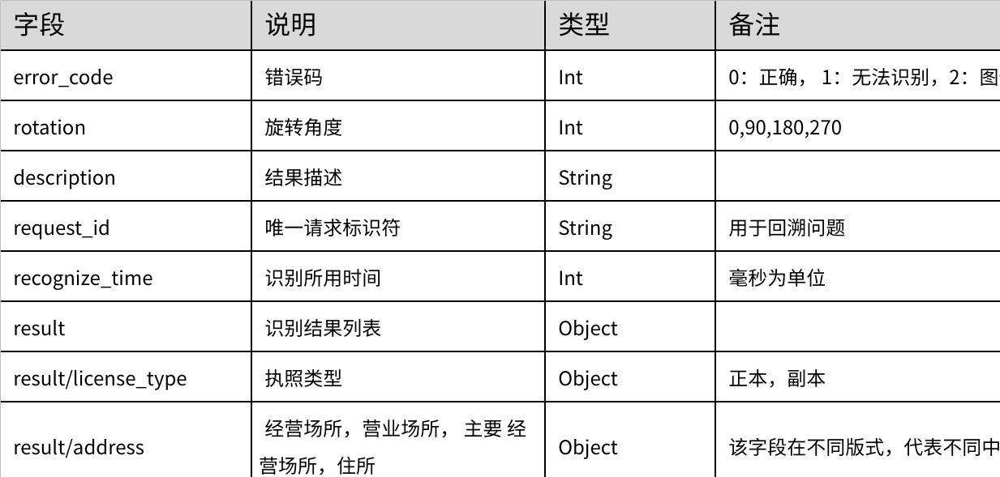 字段 说明 类型 备注
error_code 错误码 Int 0：正确， 1：无法识别，2：图
rotation 旋转角度 Int 0,90,180,270
description 结果描述 String
request_id 唯一请求标识符 String 用于回溯问题
recognize_time 识别所用时间 Int 毫秒为单位
result 识别结果列表 Object
result/license_type 执照类型 Object 正本，副本
经营场所，营业场所， 主要 经
result/address Object 该字段在不同版式，代表不同中
营场所，住所